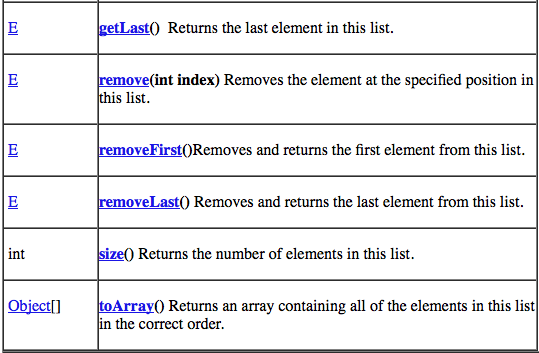 E getLast()  Returns the last element in this list.
E remove(int index) Removes the element at the specified position in
this list.
E removeFirst()Removes and returns the first element from this list.
E removeLast() Removes and returns the last element from this list.
int size() Returns the number of elements in this list.
Object[] toArray() Returns an array containing all of the elements in this list
in the correct order.